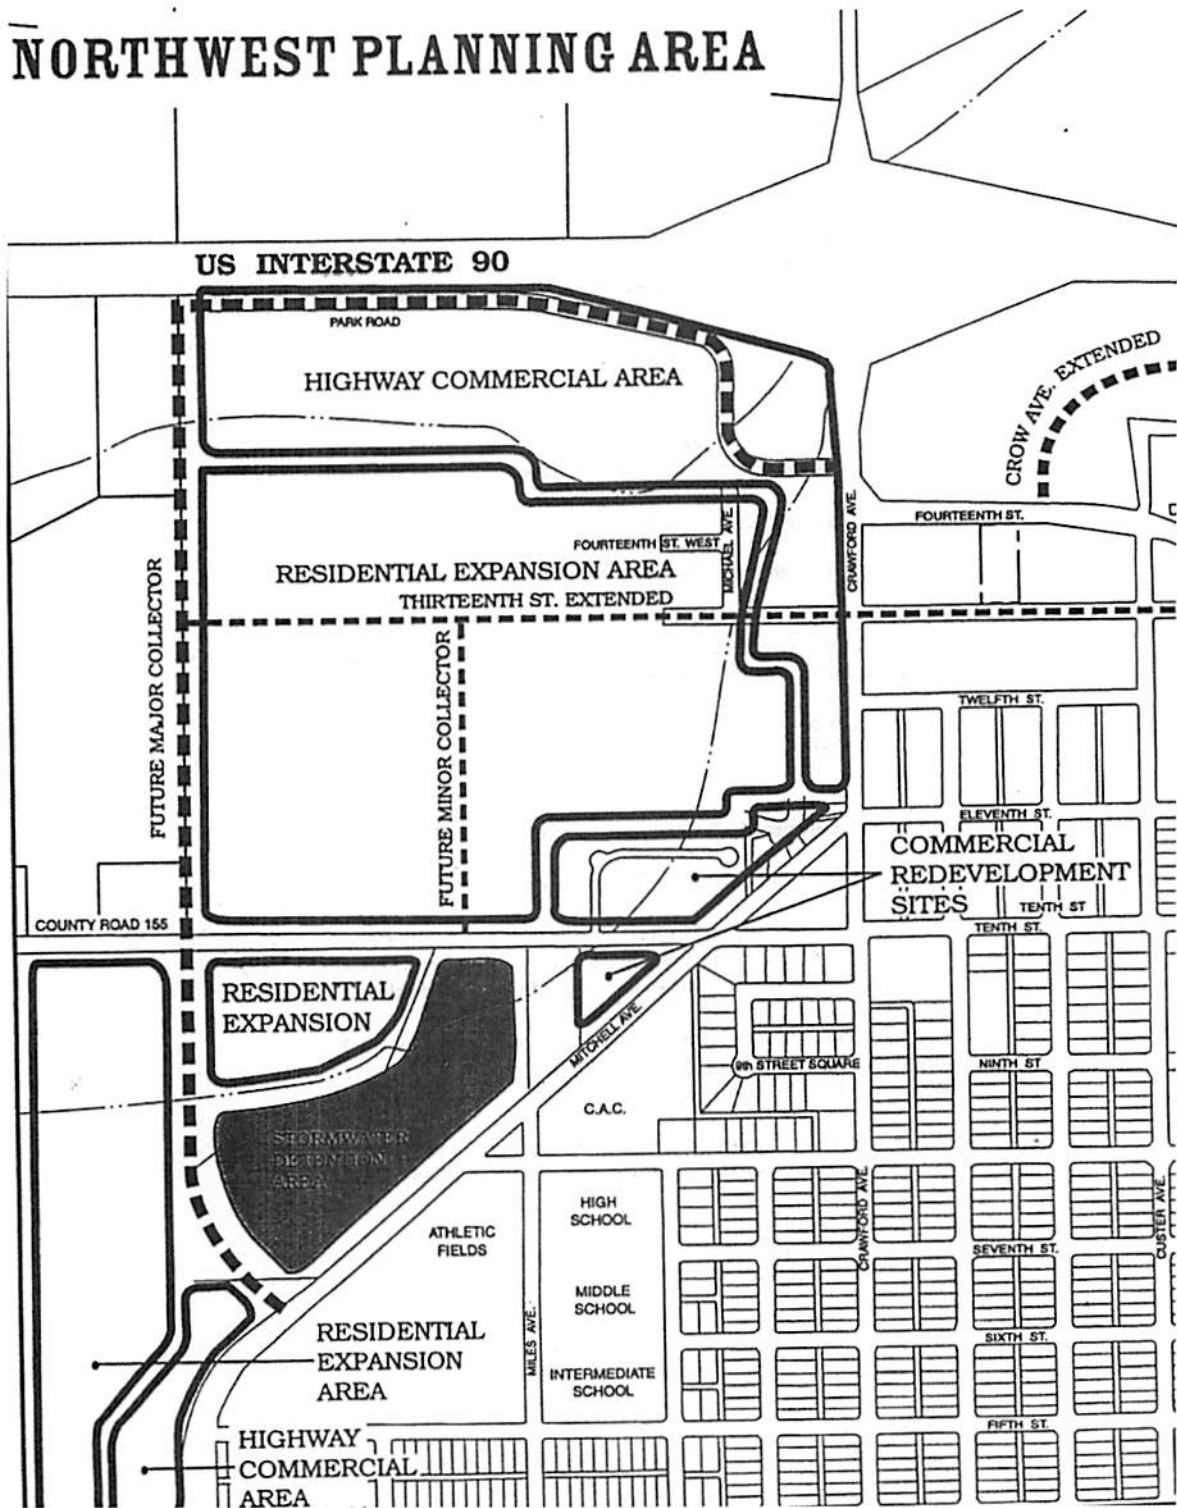 NORTHWEST PLANNING AREA
US INTERSTATE 90
PARK ROAD
HIGHWAY COMMERCIAL AREA
CROW AVE. EXTENDED
CRAWFORD AVE.
FOURTEENTH ST.
MICHAEL AVE.
FOURTEENTH ST. WEST
RESIDENTIAL EXPANSION AREA
THIRTEENTH ST. EXTENDED
FUTURE MAJOR COLLECTOR
FUTURE MINOR COLLECTOR
TWELFTH ST.
ELEVENTH ST.
COMMERCIAL
REDEVELOPMENT
SITES
TENTH ST
TENTH ST.
COUNTY ROAD 155
RESIDENTIAL
EXPANSION
MITCHELL AVE.
9th STREET SQUARE
NINTH ST
C.A.C.
STORMWATER
DETENTION
AREA
HIGH
SCHOOL
ATHLETIC
FIELDS
CRAWFORD AVE.
CUSTER AVE.
SEVENTH ST.
MIDDLE
SCHOOL
MILES AVE.
RESIDENTIAL
EXPANSION
AREA
SIXTH ST.
INTERMEDIATE
SCHOOL
FIFTH ST.
HIGHWAY
COMMERCIAL
AREA